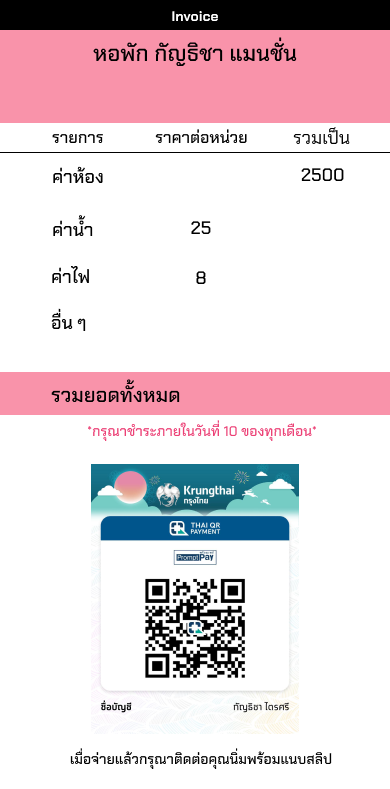 Invoice
หอพัก กัญธิชา แมนชั่น
รายการ ราคาต่อหน่วย รวมเป็น
ค่าห้อง 2500
ค่าน้ำ 25
ค่าไฟ 8
อื่น ๆ
รวมยอดทั้งหมด
*กรุณาชำระภายในวันที่ 10 ของทุกเดือน*
Krungthai
กรุงไทย
THAI QR
PAYMENT
PromptPay
ชื่อบัญชี กัญธิชา ไตรศรี
เมื่อจ่ายแล้วกรุณาติดต่อคุณนิ่มพร้อมแนบสลิป